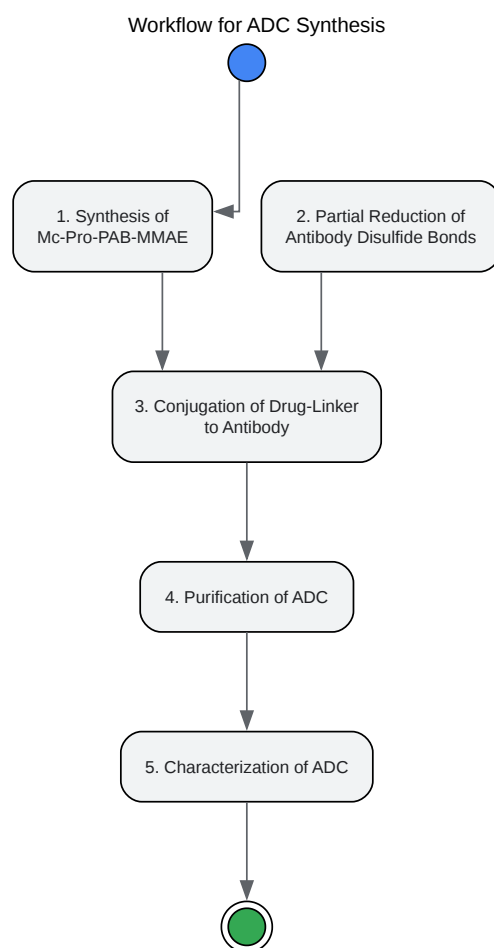 Workflow for ADC Synthesis
1. Synthesis of
Mc-Pro-PAB-MMAE
2. Partial Reduction of
Antibody Disulfide Bonds
3. Conjugation of Drug-Linker
to Antibody
4. Purification of ADC
5. Characterization of ADC